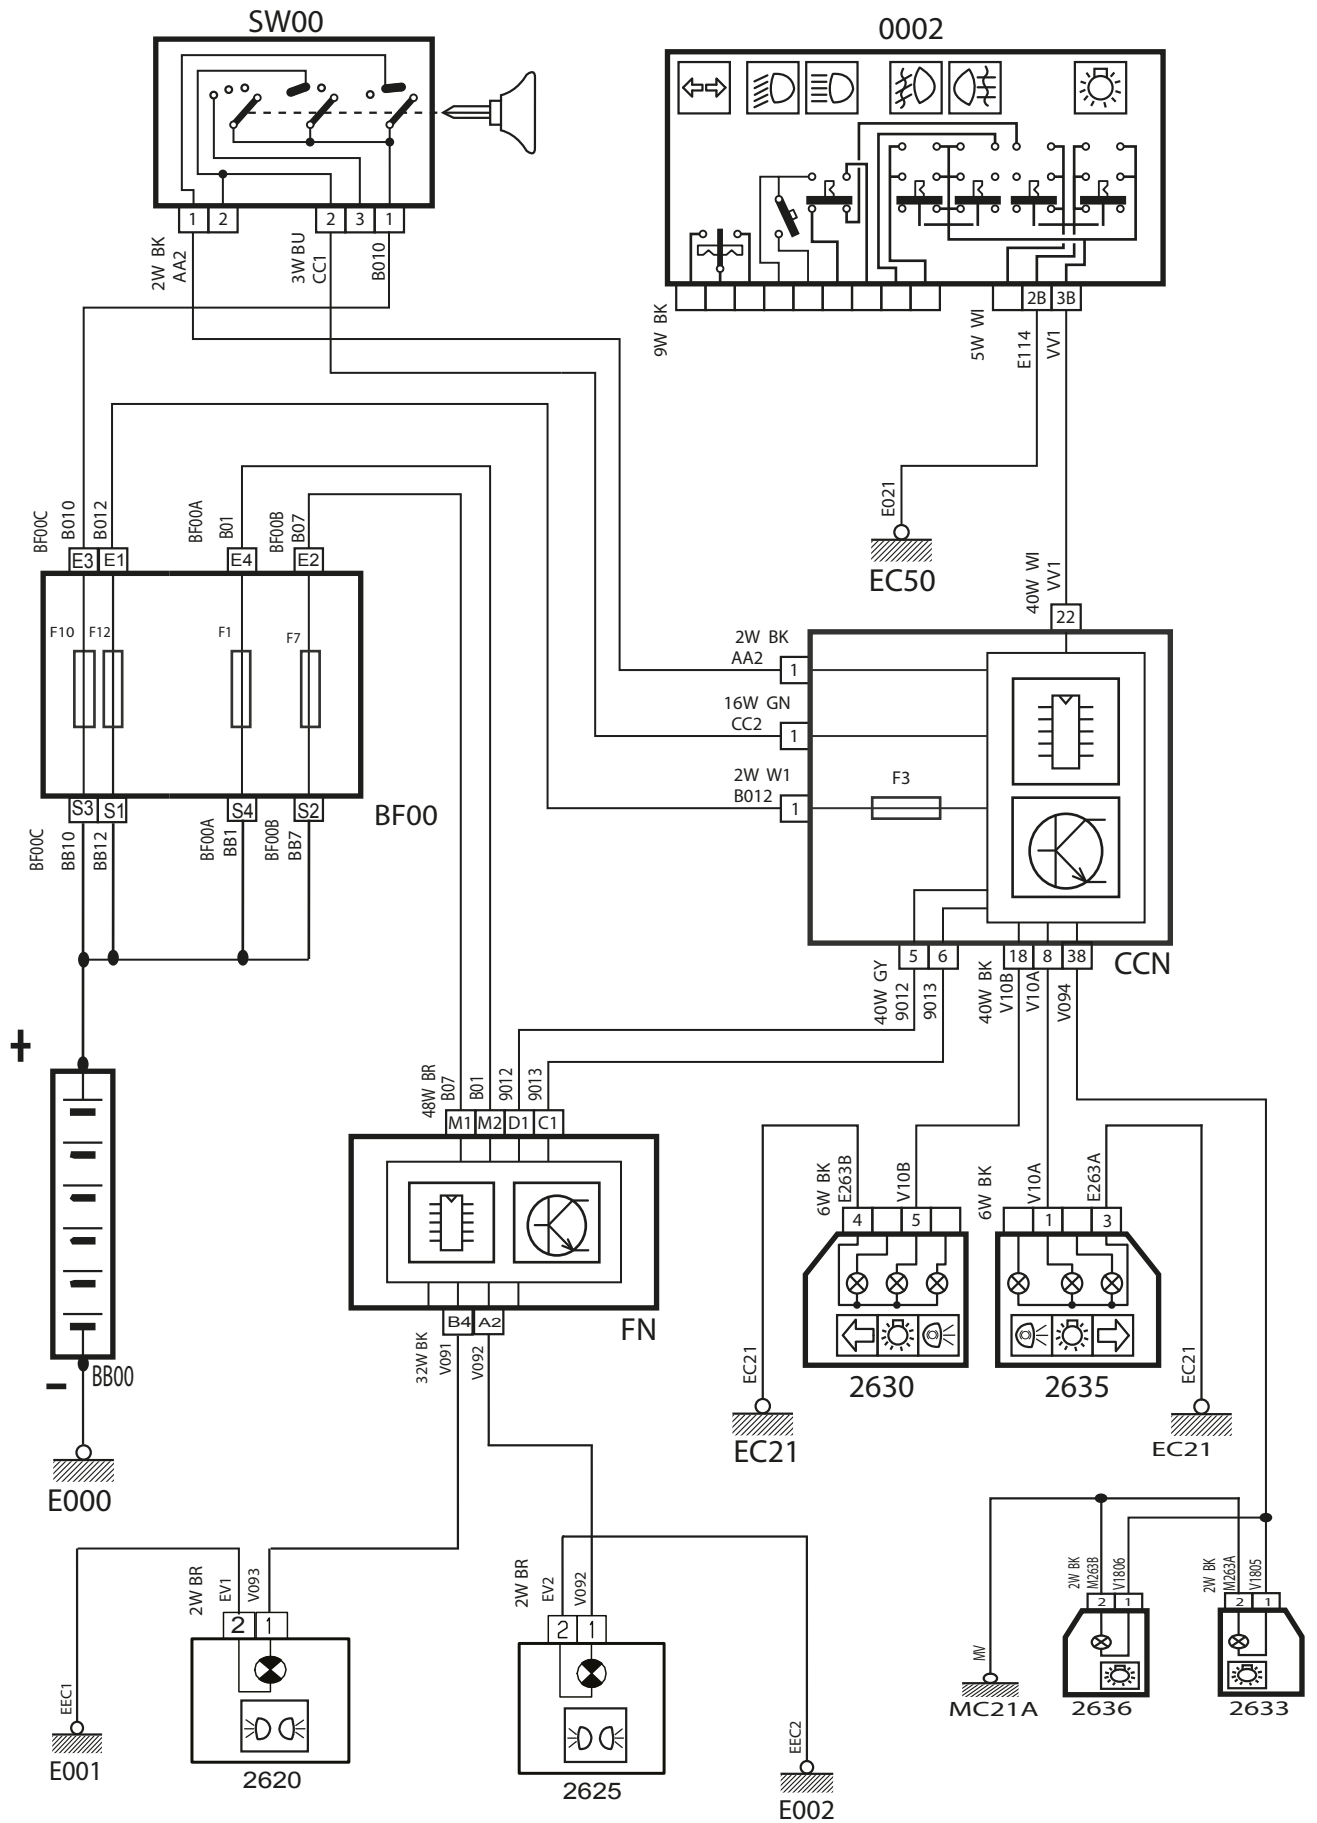 SW00
0002
1
2
2
3
1
2W BK
AA2
3W BU
CC1
B010
2B
3B
9W BK
5W WI
E114
VV1
E021
EC50
40W WI
VV1
22
BF00C
B010
B012
BF00A
B01
BF00B
B07
E3
E1
E4
E2
F10
F12
F1
F7
S3
S1
S4
S2
BF00
BF00C
BB10
BB12
BF00A
BB1
BF00B
BB7
2W BK
AA2
1
16W GN
CC2
1
2W W1
B012
1
F3
5
6
18
8
38
CCN
40W GY
9012
9013
40W BK
V10B
V10A
V094
+
-
BB00
E000
48W BR
B07
B01
9012
9013
M1
M2
D1
C1
B4
A2
FN
32W BK
V091
V092
6W BK
E263B
V10B
4
5
6W BK
V10A
E263A
1
3
2630
2635
EC21
EC21
EC21
EC21
2W BR
EV1
V093
2
1
EEC1
E001
2620
2W BR
EV2
V092
2
1
2625
EEC2
E002
2W BK
M263B
V1806
2
1
2W BK
M263A
V1805
2
1
MV
MC21A
2636
2633